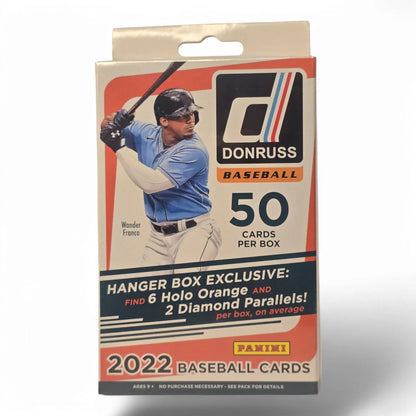 DONRUSS
BASEBALL
50
CARDS
PER BOX
Wander
Franco
HANGER BOX EXCLUSIVE:
FIND 6 Holo Orange AND
2 Diamond Parallels!
per box, on average
PANINI
2022 BASEBALL CARDS
AGES 9+ NO PURCHASE NECESSARY - SEE PACK FOR DETAILS